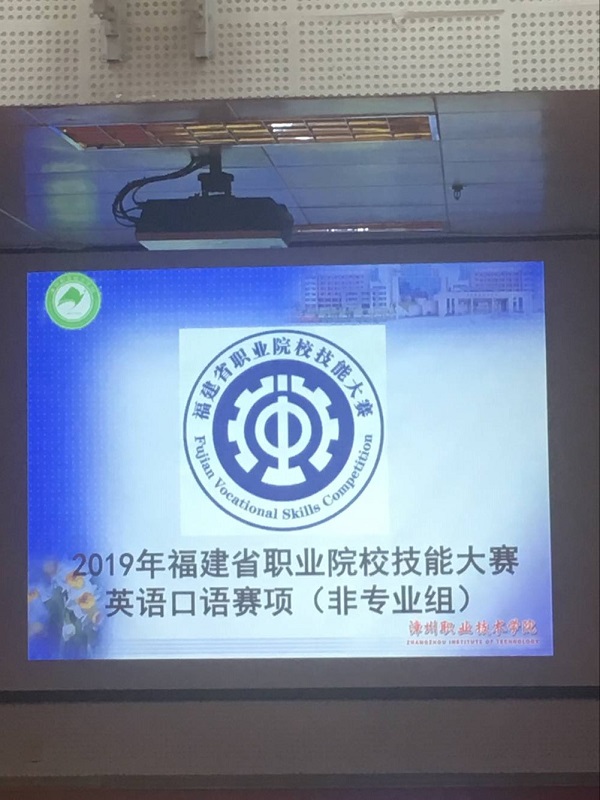 福建省职业院校技能大赛
Fujian Vocational Skills Competition
2019年福建省职业院校技能大赛
英语口语赛项（非专业组）
漳州职业技术学院
ZHANGZHOU INSTITUTE OF TECHNOLOGY